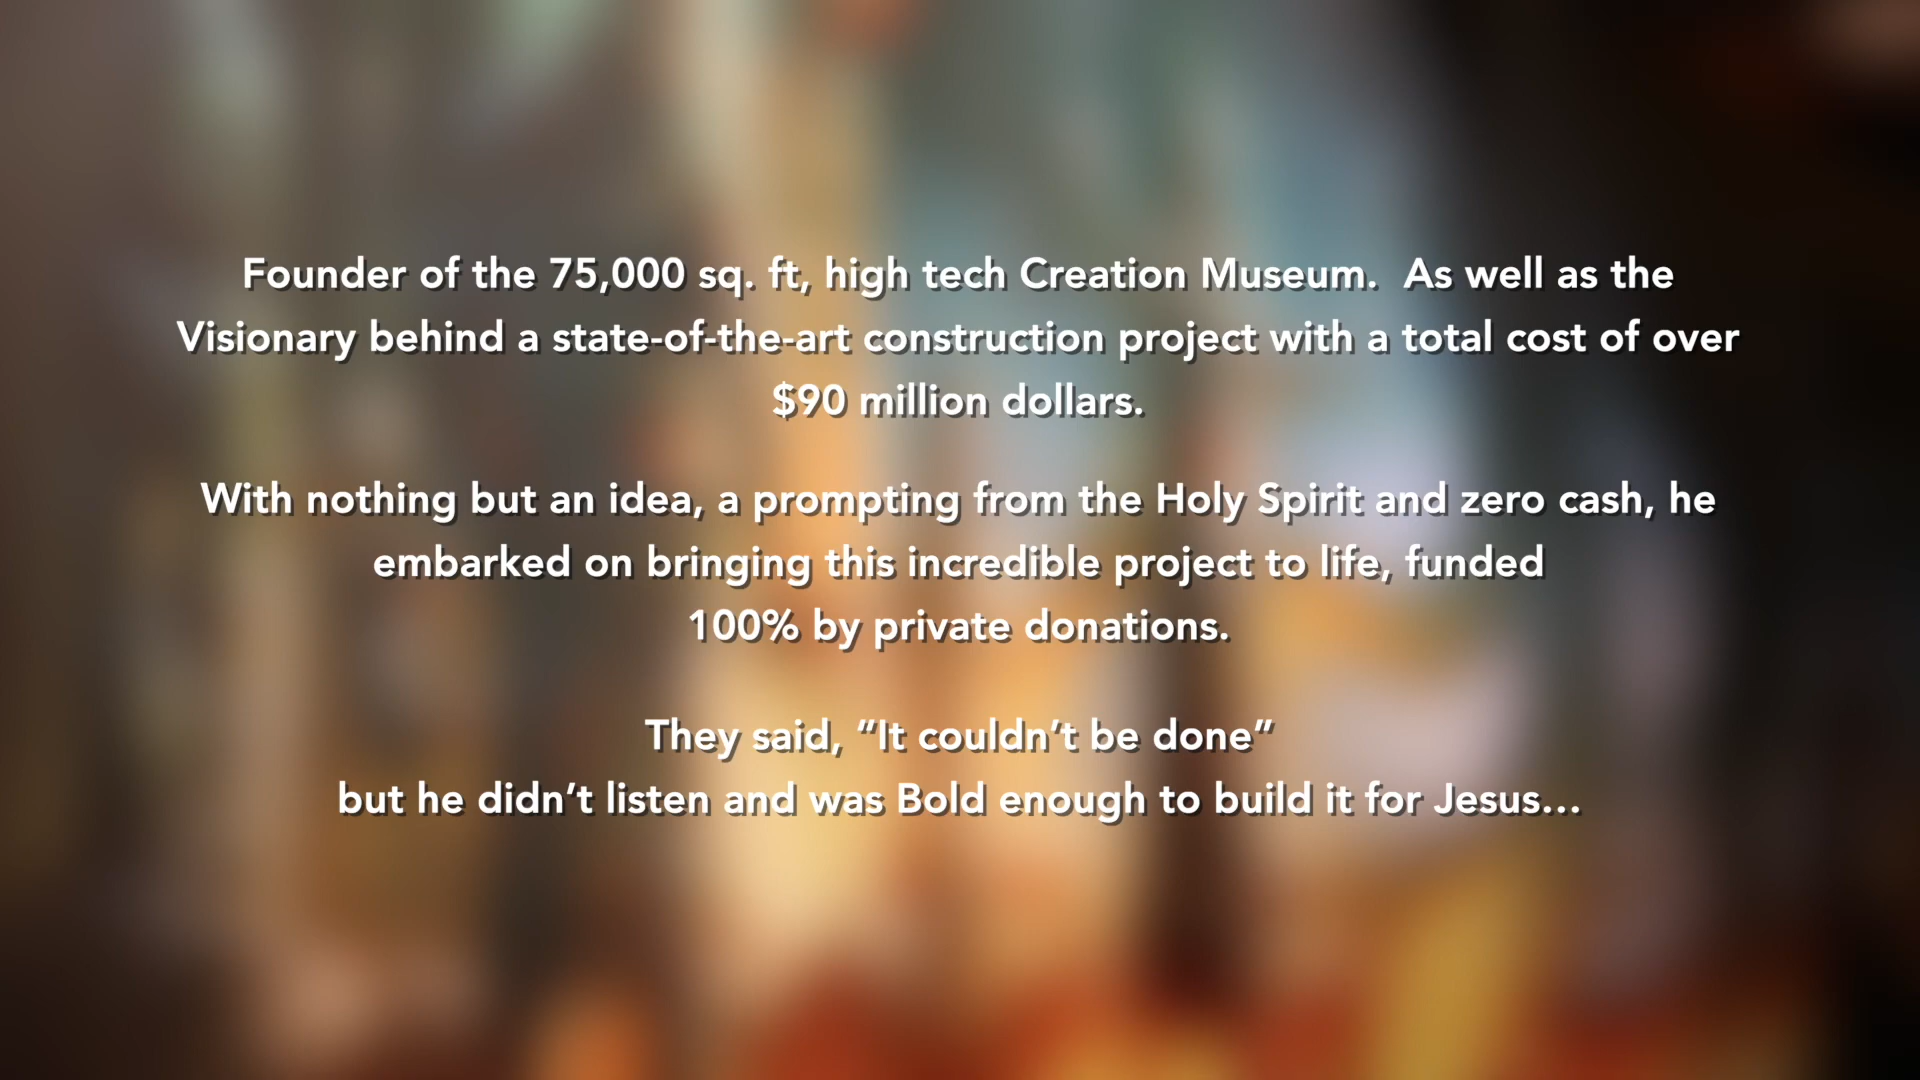 Founder of the 75,000 sq. ft, high tech Creation Museum.  As well as the
Visionary behind a state-of-the-art construction project with a total cost of over
$90 million dollars.
With nothing but an idea, a prompting from the Holy Spirit and zero cash, he
embarked on bringing this incredible project to life, funded
100% by private donations.
They said, “It couldn’t be done”
but he didn’t listen and was Bold enough to build it for Jesus…